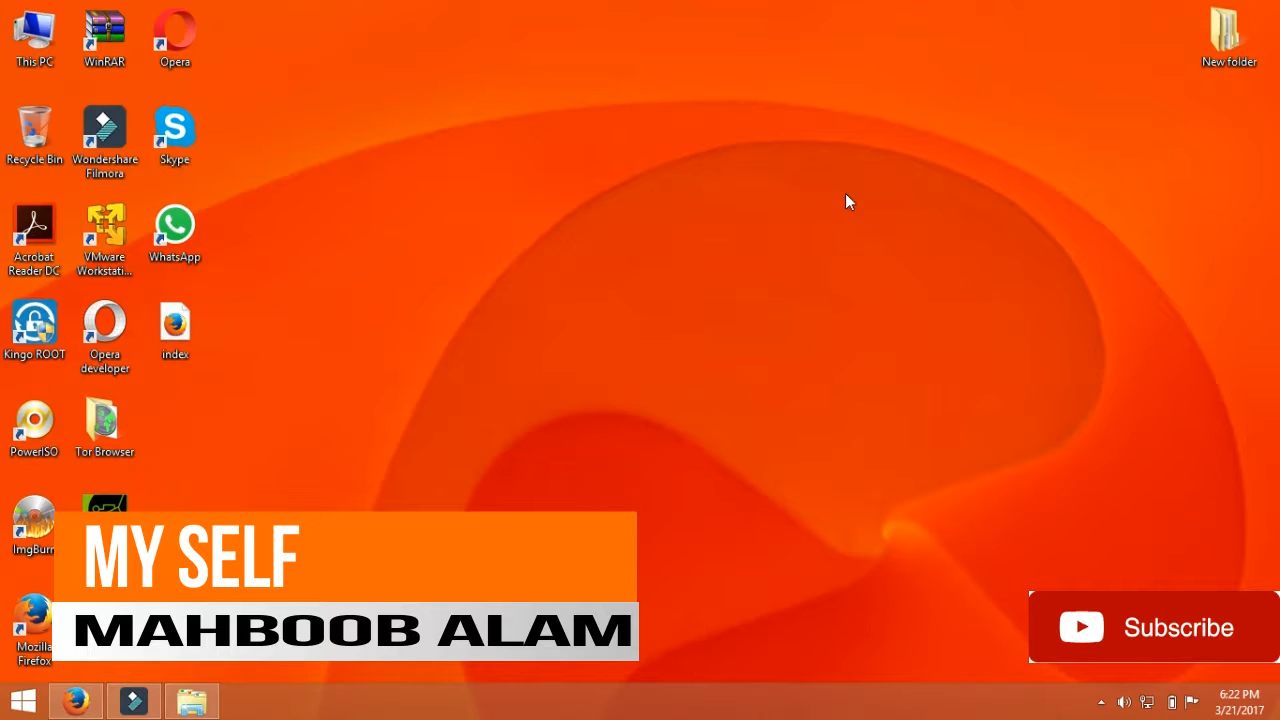 This PC
WinRAR
Opera
New folder
Recycle Bin
Wondershare
Filmora
Skype
Acrobat
Reader DC
VMware
Workstati...
WhatsApp
Kingo ROOT
Opera
developer
index
PowerISO
Tor Browser
ImgBurn
MY SELF
MAHBOOB ALAM
Mozilla
Firefox
Subscribe
6:22 PM
3/21/2017